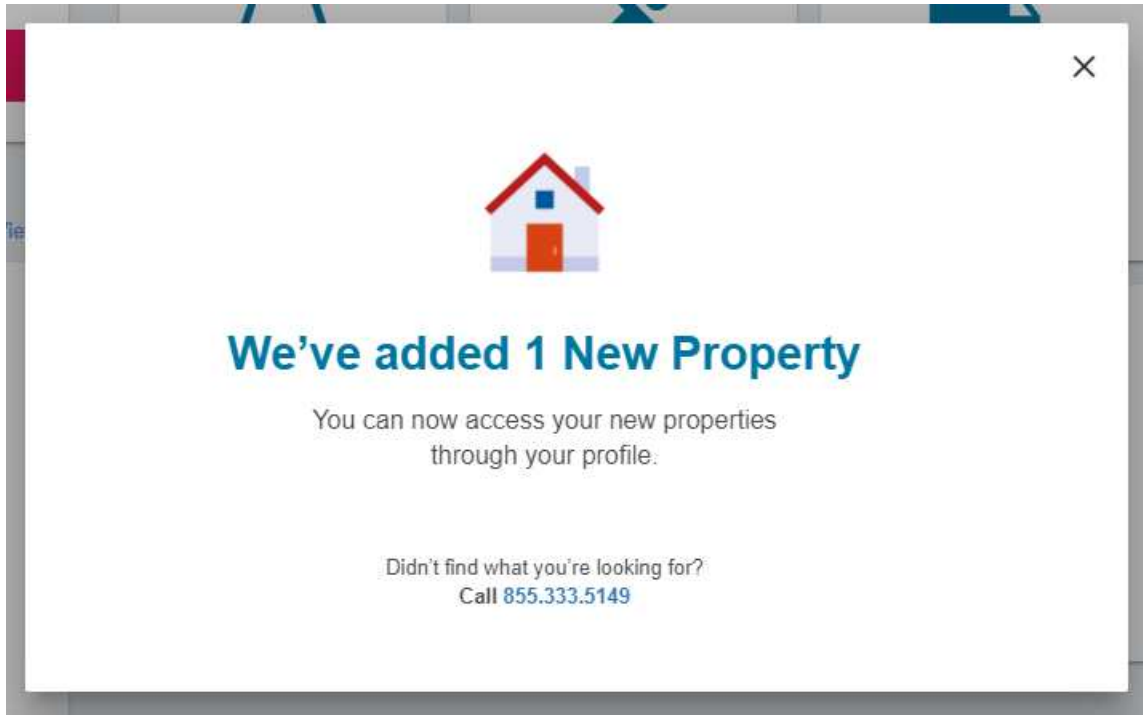 We've added 1 New Property
You can now access your new properties
through your profile.
Didn't find what you're looking for?
Call 855.333.5149